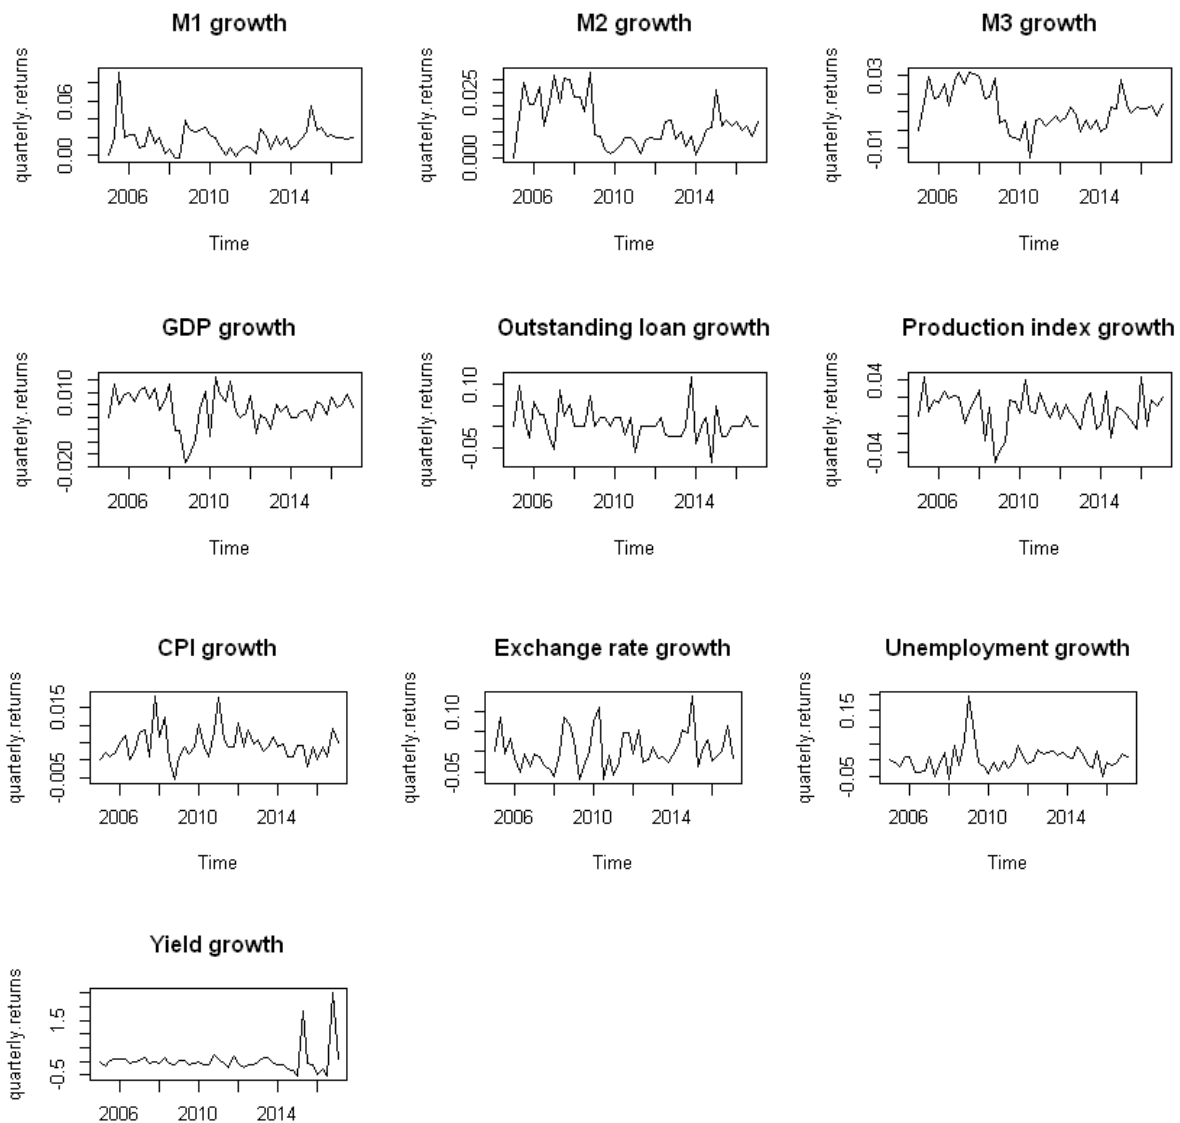 M1 growth
quarterly.returns
0.00 0.06
2006 2010 2014
Time
M2 growth
quarterly.returns
0.000 0.025
2006 2010 2014
Time
M3 growth
quarterly.returns
-0.01 0.03
2006 2010 2014
Time
GDP growth
quarterly.returns
-0.020 0.010
2006 2010 2014
Time
Outstanding loan growth
quarterly.returns
-0.05 0.10
2006 2010 2014
Time
Production index growth
quarterly.returns
-0.04 0.04
2006 2010 2014
Time
CPI growth
quarterly.returns
-0.005 0.015
2006 2010 2014
Time
Exchange rate growth
quarterly.returns
-0.05 0.10
2006 2010 2014
Time
Unemployment growth
quarterly.returns
-0.05 0.15
2006 2010 2014
Time
Yield growth
quarterly.returns
-0.5 1.5
2006 2010 2014